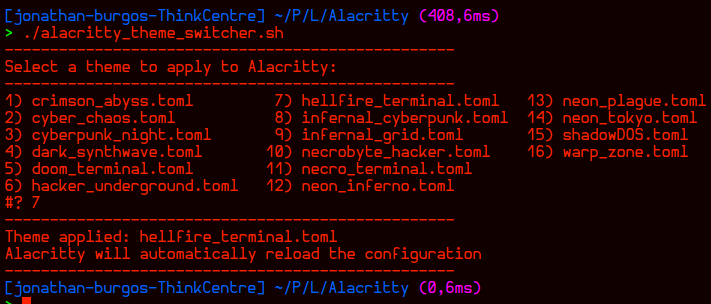 [jonathan-burgos-ThinkCentre] ~/P/L/Alacritty (408,6ms)
> ./alacritty_theme_switcher.sh
--------------------------------------------------
Select a theme to apply to Alacritty:
--------------------------------------------------
1) crimson_abyss.toml 7) hellfire_terminal.toml 13) neon_plague.toml
2) cyber_chaos.toml 8) infernal_cyberpunk.toml 14) neon_tokyo.toml
3) cyberpunk_night.toml 9) infernal_grid.toml 15) shadowDOS.toml
4) dark_synthwave.toml 10) necrobyte_hacker.toml 16) warp_zone.toml
5) doom_terminal.toml 11) necro_terminal.toml
6) hacker_underground.toml 12) neon_inferno.toml
#? 7
--------------------------------------------------
Theme applied: hellfire_terminal.toml
Alacritty will automatically reload the configuration
--------------------------------------------------
[jonathan-burgos-ThinkCentre] ~/P/L/Alacritty (0,6ms)
>